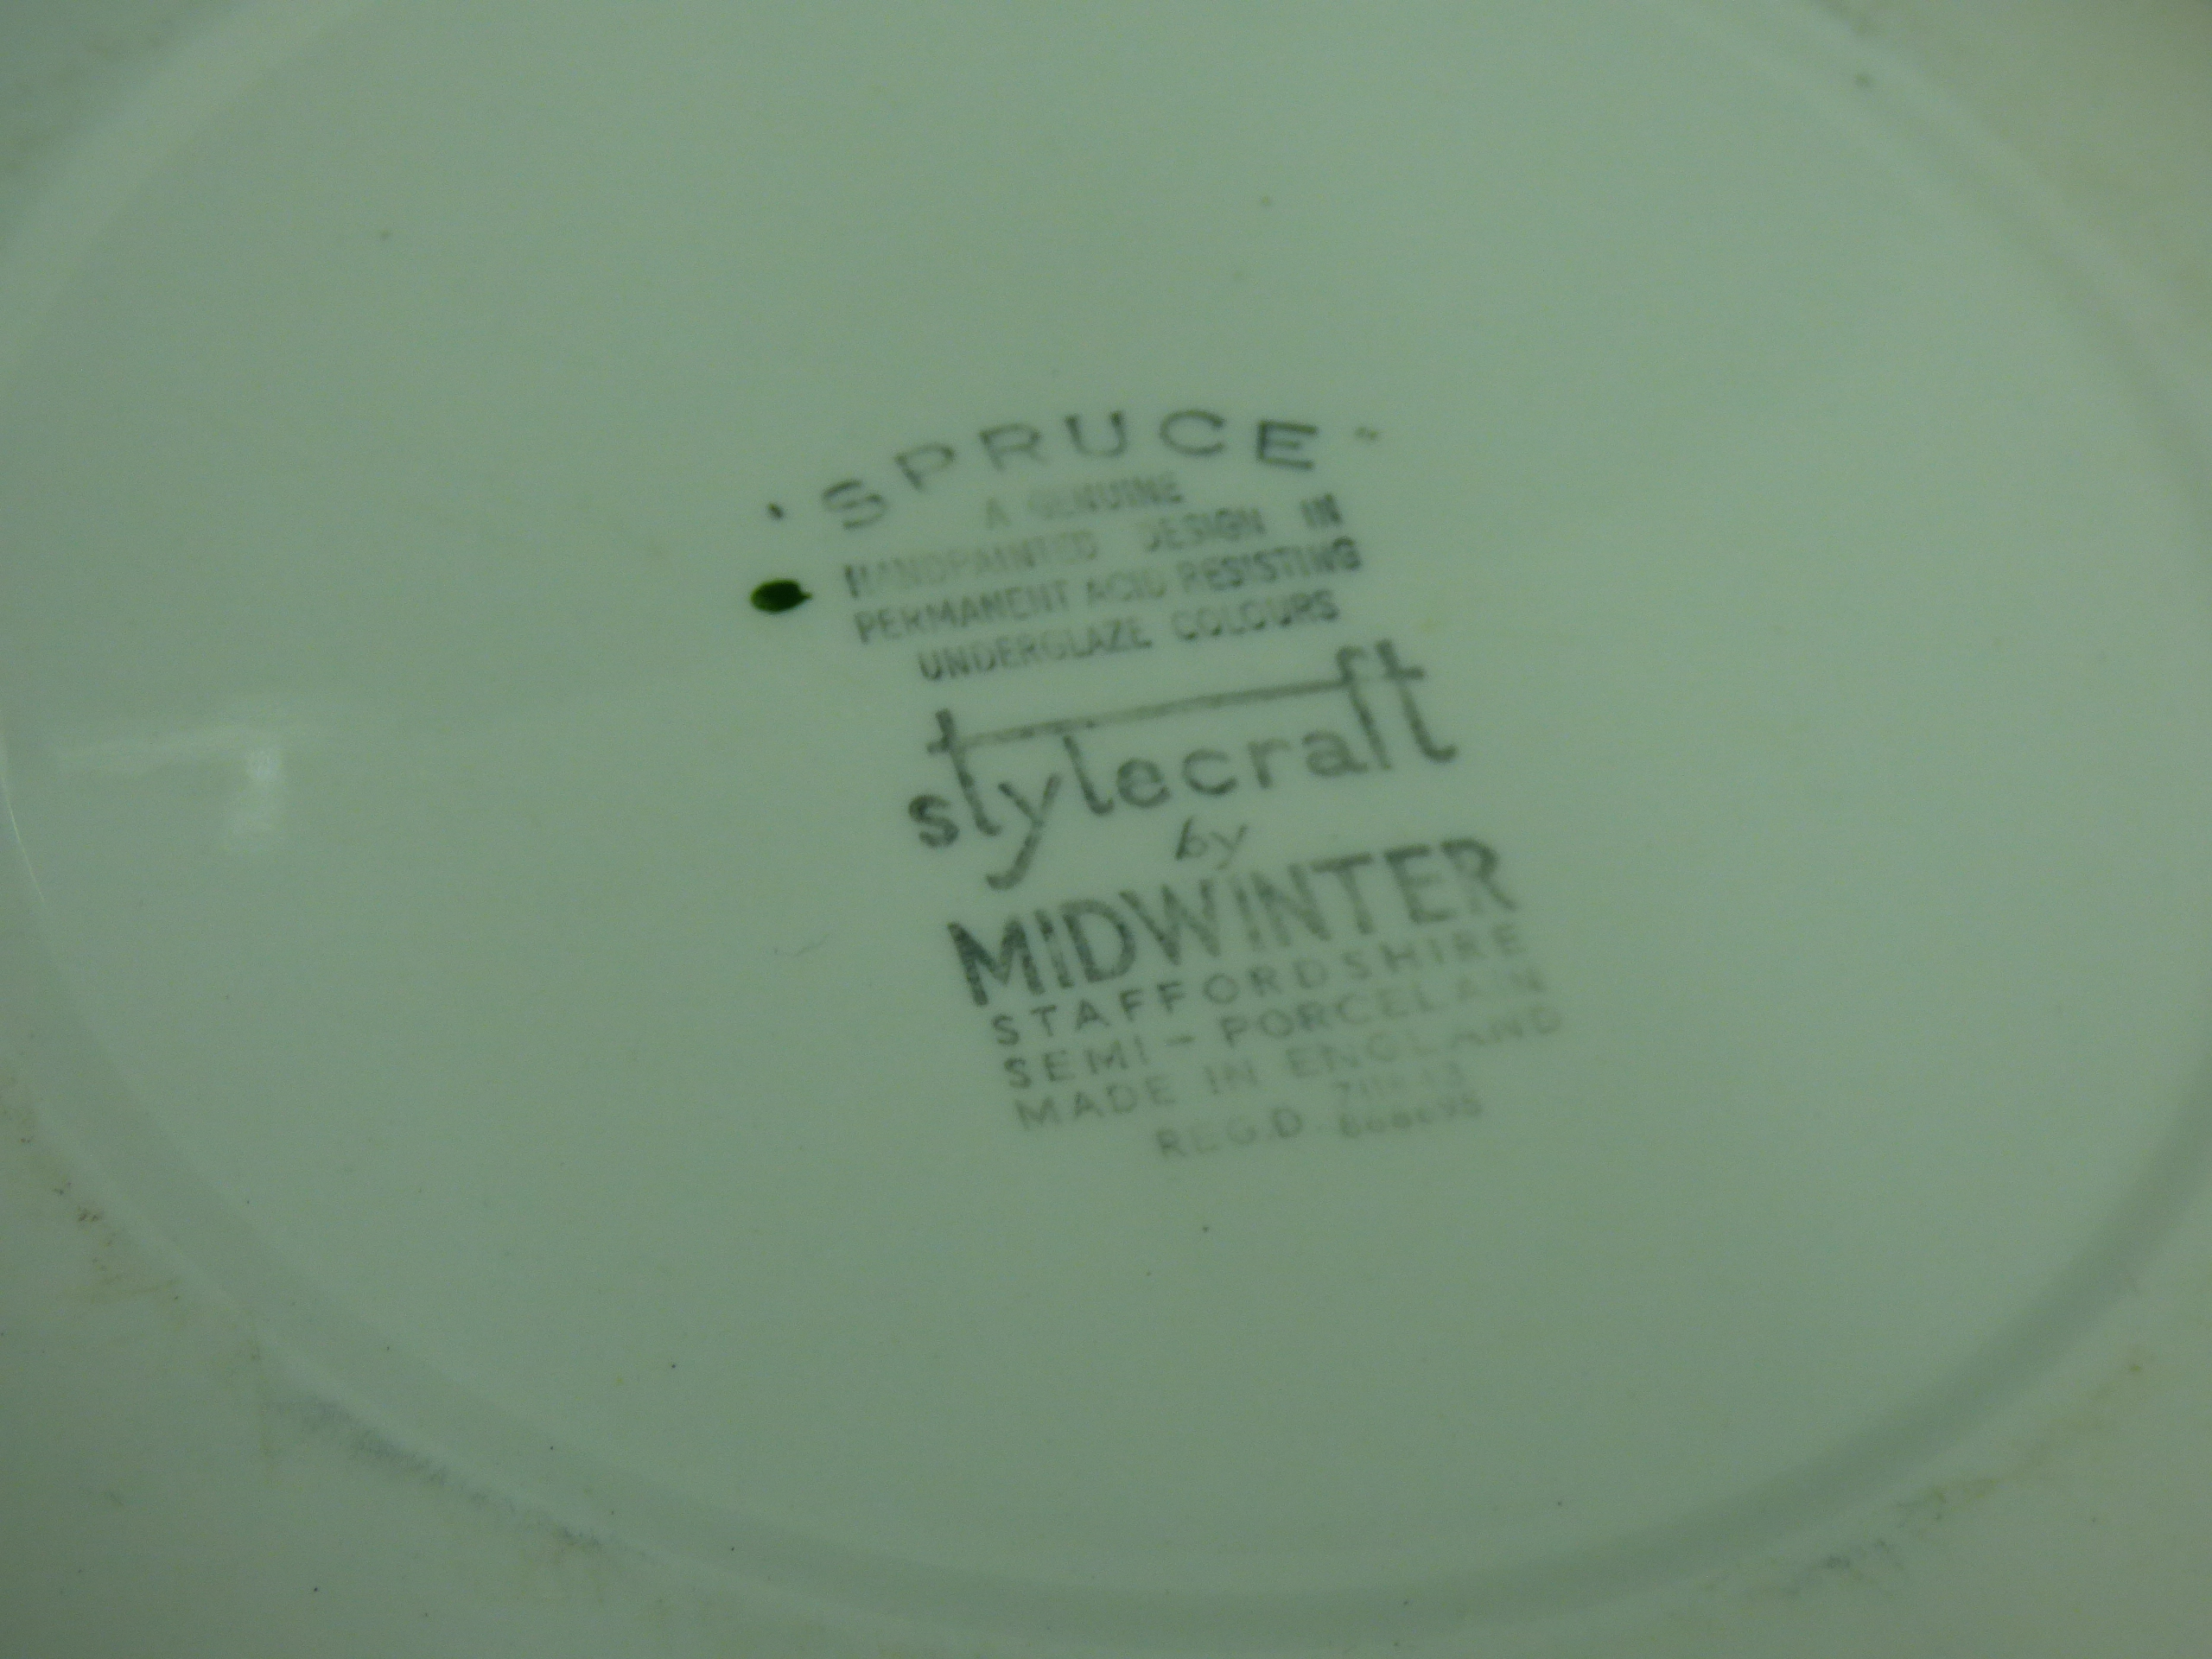 'SPRUCE'
A GENUINE
HANDPAINTED DESIGN IN
PERMANENT ACID RESISTING
UNDERGLAZE COLOURS
stylecraft
by
MIDWINTER
STAFFORDSHIRE
SEMI-PORCELAIN
MADE IN ENGLAND
REG.D.